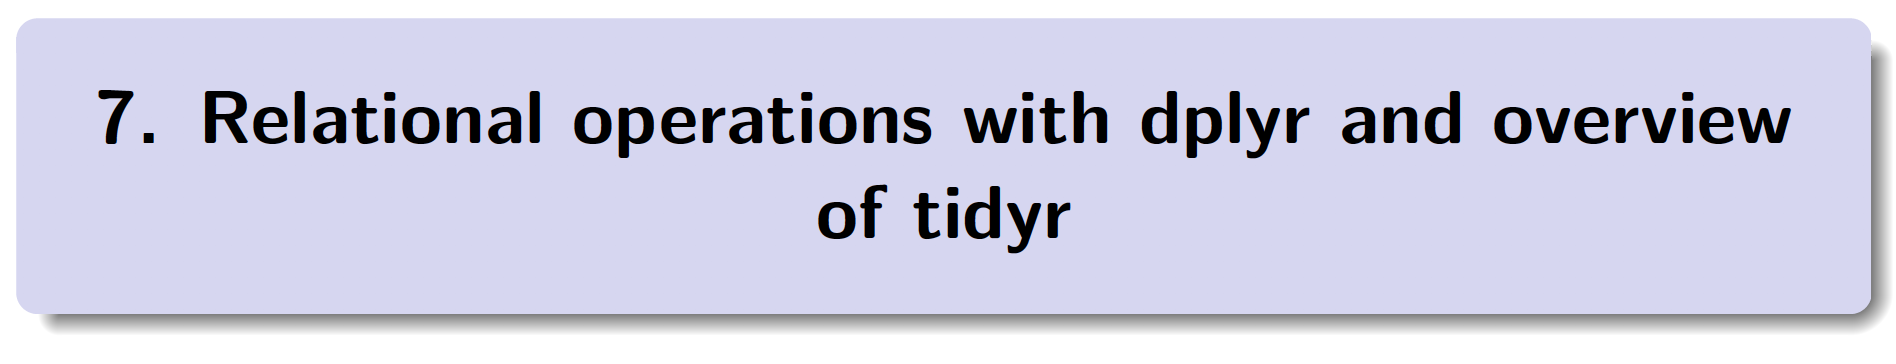 7. Relational operations with dplyr and overview
of tidyr